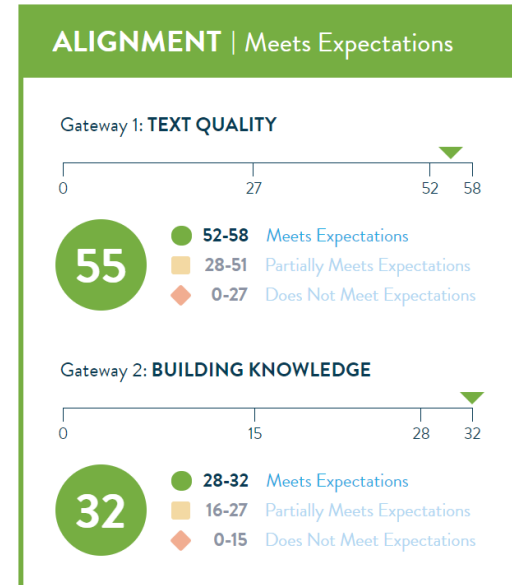 ALIGNMENT | Meets Expectations
Gateway 1: TEXT QUALITY
0 27 52 58
55
52-58 Meets Expectations
28-51 Partially Meets Expectations
0-27 Does Not Meet Expectations
Gateway 2: BUILDING KNOWLEDGE
0 15 28 32
32
28-32 Meets Expectations
16-27 Partially Meets Expectations
0-15 Does Not Meet Expectations